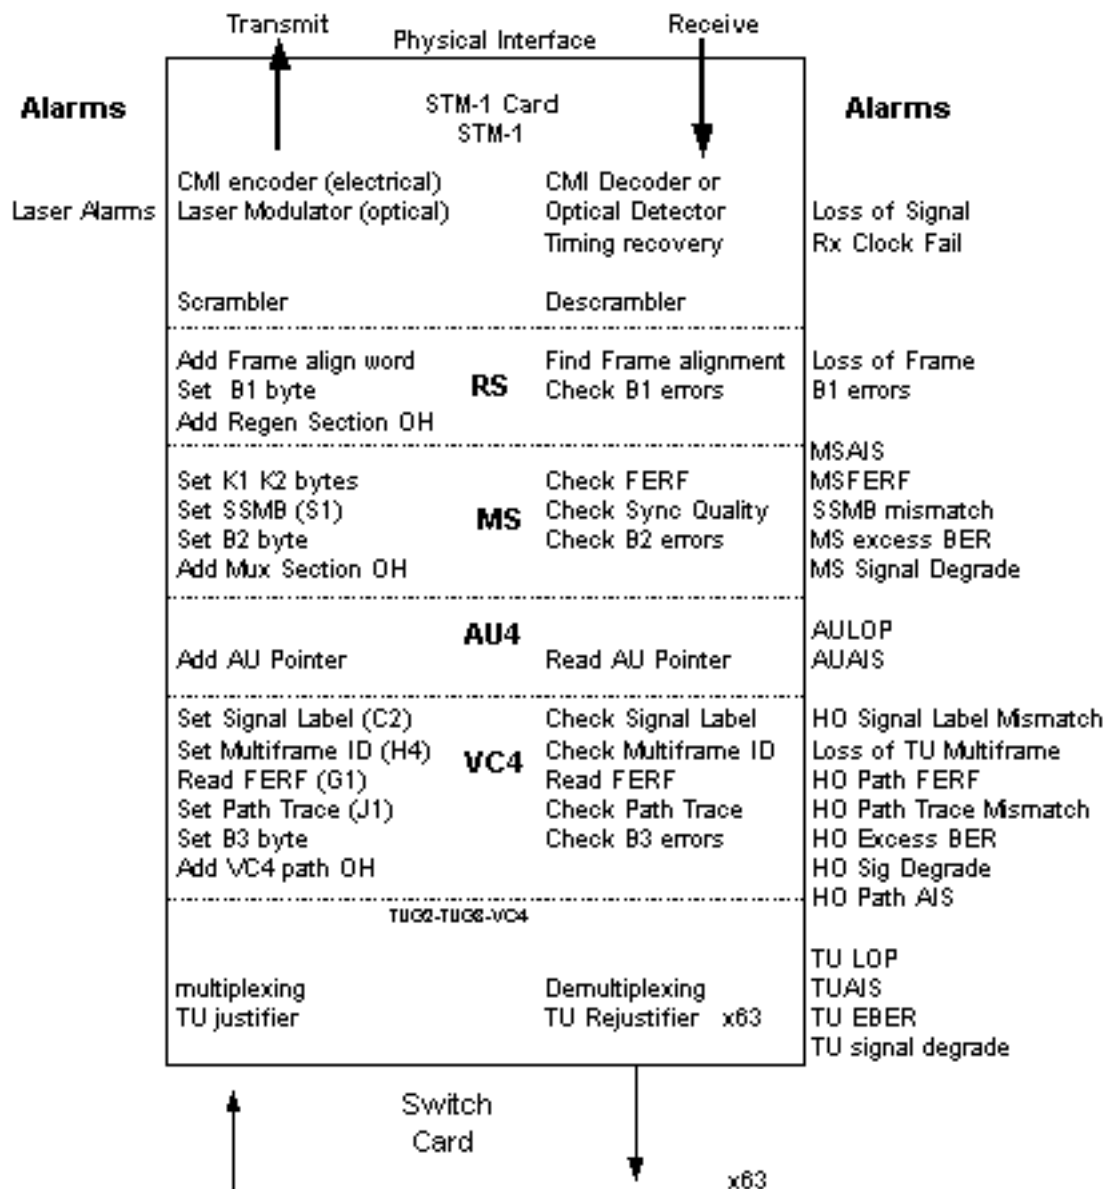 Transmit Receive
Physical Interface
Alarms Alarms
STM-1 Card
STM-1
CMI encoder (electrical) CMI Decoder or
Laser Alarms Laser Modulator (optical) Optical Detector Loss of Signal
Timing recovery Rx Clock Fail
Scrambler Descrambler
Add Frame align word Find Frame alignment Loss of Frame
Set B1 byte RS Check B1 errors B1 errors
Add Regen Section OH
MSAIS
Set K1 K2 bytes Check FERF MSFERF
Set SSMB (S1) MS Check Sync Quality SSMB mismatch
Set B2 byte Check B2 errors MS excess BER
Add Mux Section OH MS Signal Degrade
AU4 AULOP
Add AU Pointer Read AU Pointer AUAIS
Set Signal Label (C2) Check Signal Label HO Signal Label Mismatch
Set Multiframe ID (H4) VC4 Check Multiframe ID Loss of TU Multiframe
Read FERF (G1) Read FERF HO Path FERF
Set Path Trace (J1) Check Path Trace HO Path Trace Mismatch
Set B3 byte Check B3 errors HO Excess BER
Add VC4 path OH HO Sig Degrade
HO Path AIS
TUG2-TUG3-VC4
TU LOP
multiplexing Demultiplexing TUAIS
TU justifier TU Rejustifier x63 TU EBER
TU signal degrade
Switch
Card
x63